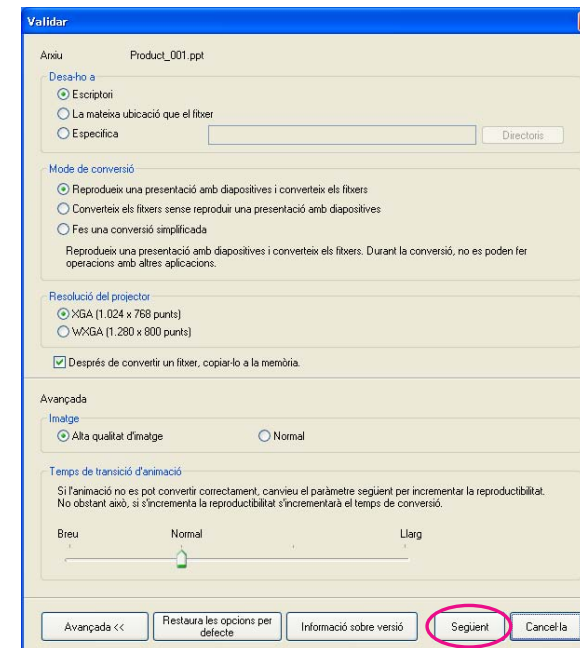 Validar
Arxiu Product_001.ppt
Desa-ho a
Escriptori
La mateixa ubicació que el fitxer
Especifica Directoris
Mode de conversió
Reprodueix una presentació amb diapositives i converteix els fitxers
Converteix els fitxers sense reproduir una presentació amb diapositives
Fes una conversió simplificada
Reprodueix una presentació amb diapositives i converteix els fitxers. Durant la conversió, no es poden fer
operacions amb altres aplicacions.
Resolució del projector
XGA (1.024 x 768 punts)
WXGA (1.280 x 800 punts)
Després de convertir un fitxer, copiar-lo a la memòria.
Avançada
Imatge
Alta qualitat d'imatge Normal
Temps de transició d'animació
Si l'animació no es pot convertir correctament, canvieu el paràmetre següent per incrementar la reproductibilitat.
No obstant això, si s'incrementa la reproductibilitat s'incrementarà el temps de conversió.
Breu Normal Llarg
Avançada << Restaura les opcions per defecte Informació sobre versió Següent Cancel·la